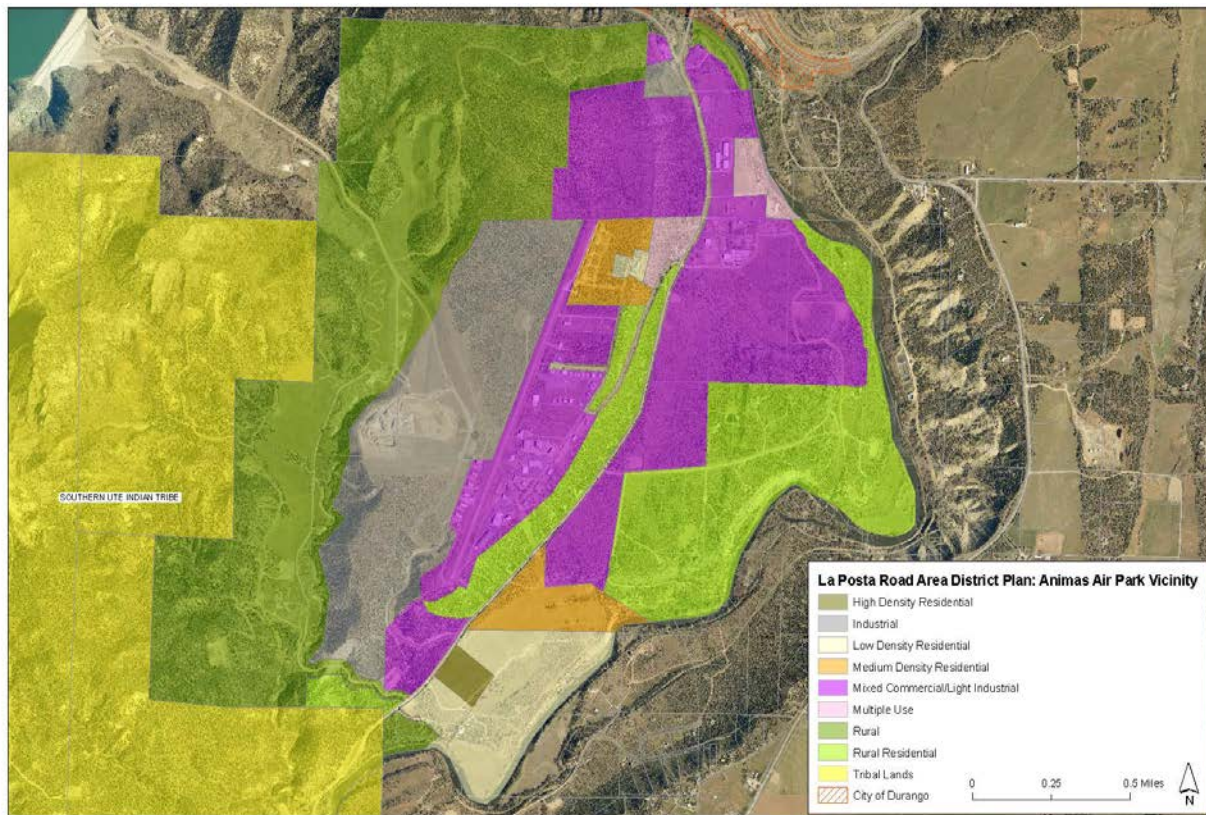 SOUTHERN UTE INDIAN TRIBE
La Posta Road Area District Plan: Animas Air Park Vicinity
High Density Residential
Industrial
Low Density Residential
Medium Density Residential
Mixed Commercial/Light Industrial
Multiple Use
Rural
Rural Residential
Tribal Lands
City of Durango
0 0.25 0.5 Miles
N